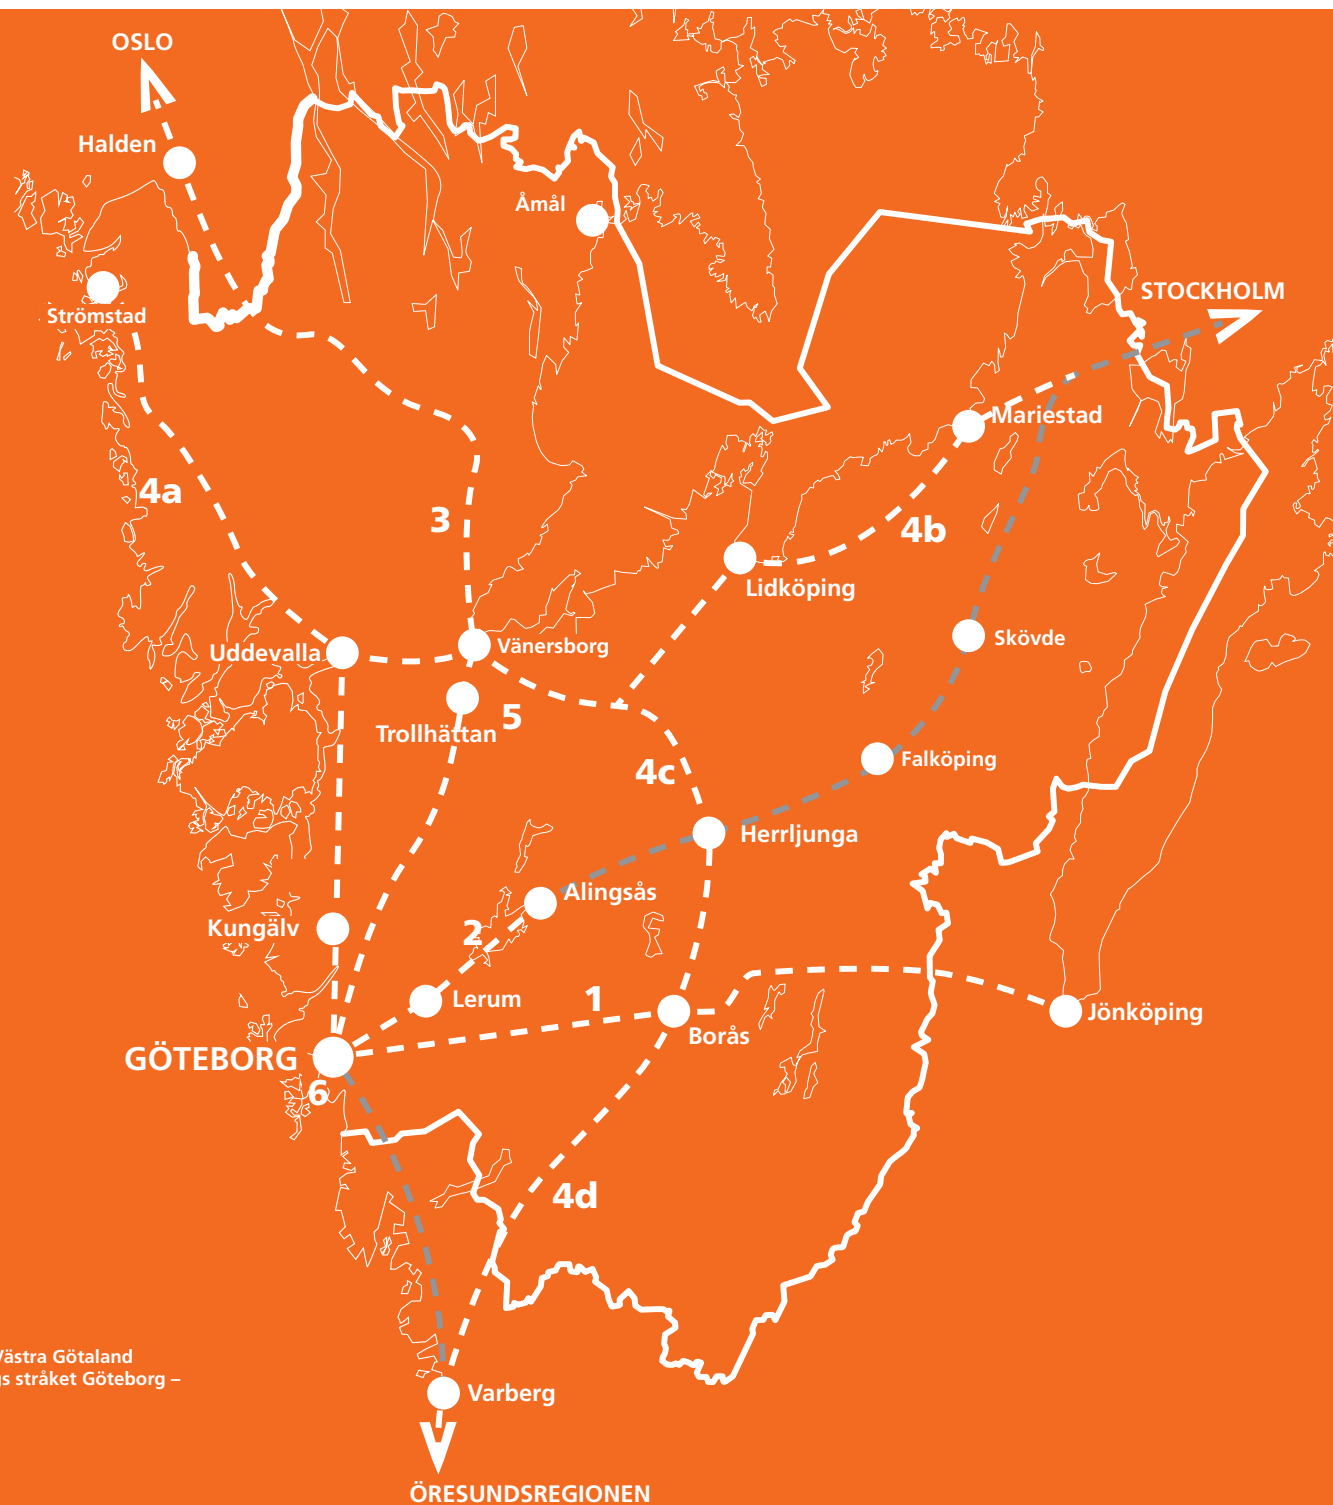 OSLO
Halden
Åmål
STOCKHOLM
Strömstad
Mariestad
4a
3
4b
Lidköping
Skövde
Uddevalla
Vänersborg
5
Trollhättan
4c
Falköping
Herrljunga
Alingsås
Kungälv
2
Lerum
1
Jönköping
Borås
GÖTEBORG
6
4d
Västra Götaland
stråket Göteborg –
Varberg
ÖRESUNDSREGIONEN